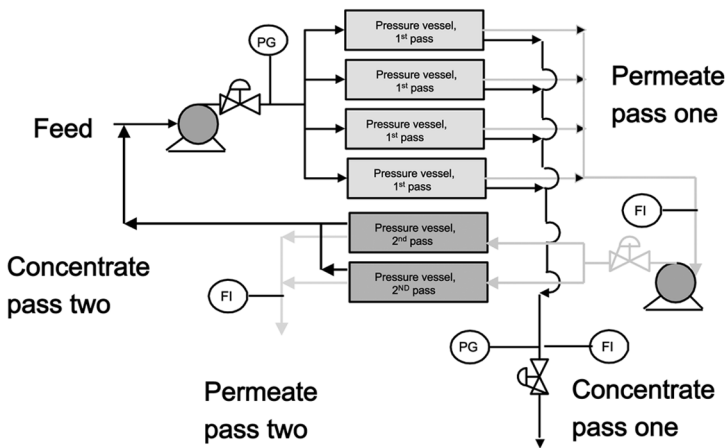 PG
Pressure vessel,
1st pass
Pressure vessel,
1st pass
Pressure vessel,
1st pass
Pressure vessel,
1st pass
Permeate
pass one
Feed
FI
Pressure vessel,
2nd pass
Pressure vessel,
2ND pass
Concentrate
pass two
FI
PG
FI
Permeate
pass two
Concentrate
pass one